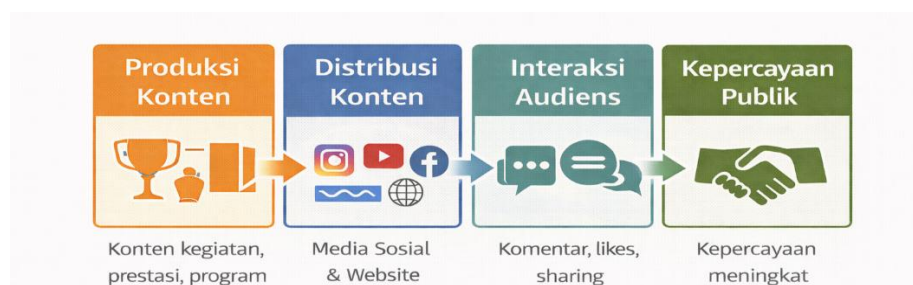 Produksi
Konten
Distribusi
Konten
Interaksi
Audiens
Kepercayaan
Publik
Konten kegiatan,
prestasi, program
Media Sosial
& Website
Komentar, likes,
sharing
Kepercayaan
meningkat